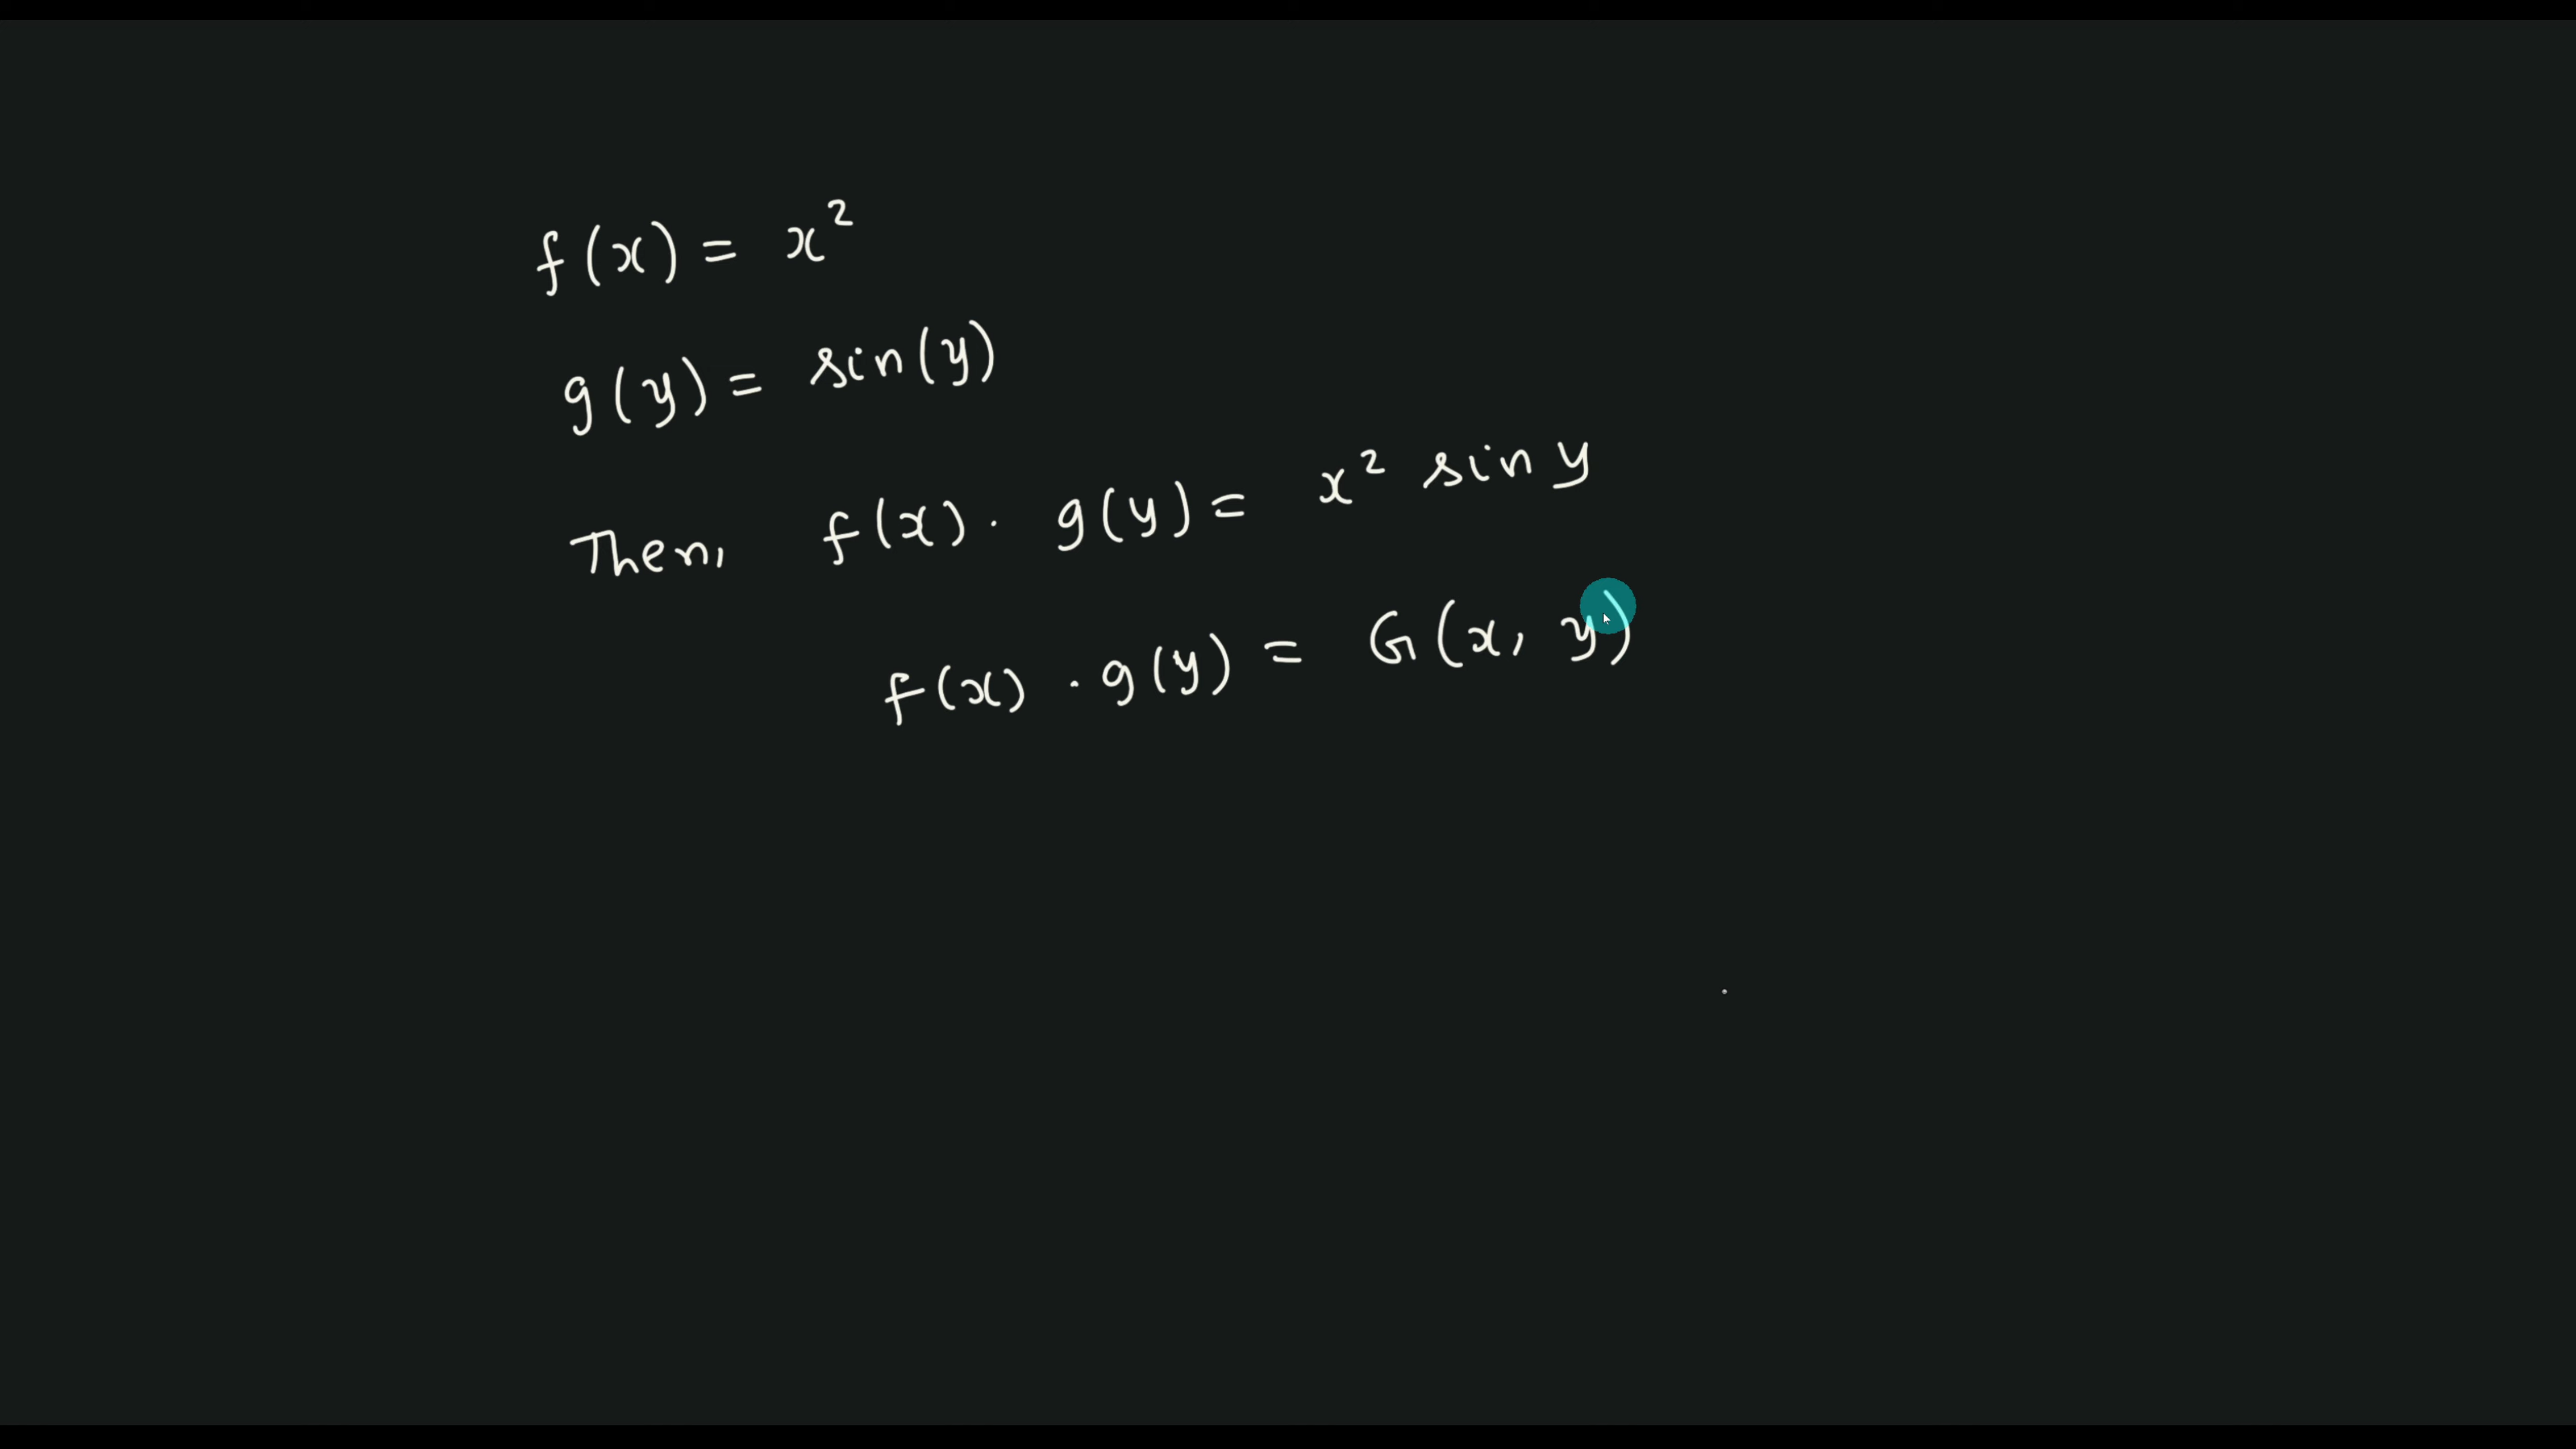 f(x) = x²
g(y) = sin(y)
Then, f(x) · g(y) = x² sin y
f(x) · g(y) = G(x, y)